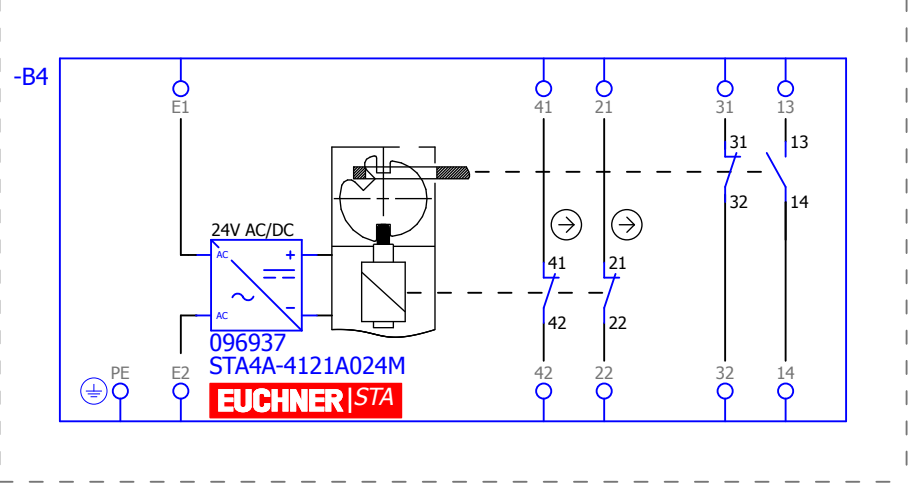 -B4
E1
41
21
31
13
31
13
32
14
24V AC/DC
AC
+
41
21
AC
-
42
22
096937
STA4A-4121A024M
PE
E2
42
22
32
14
EUCHNER|STA